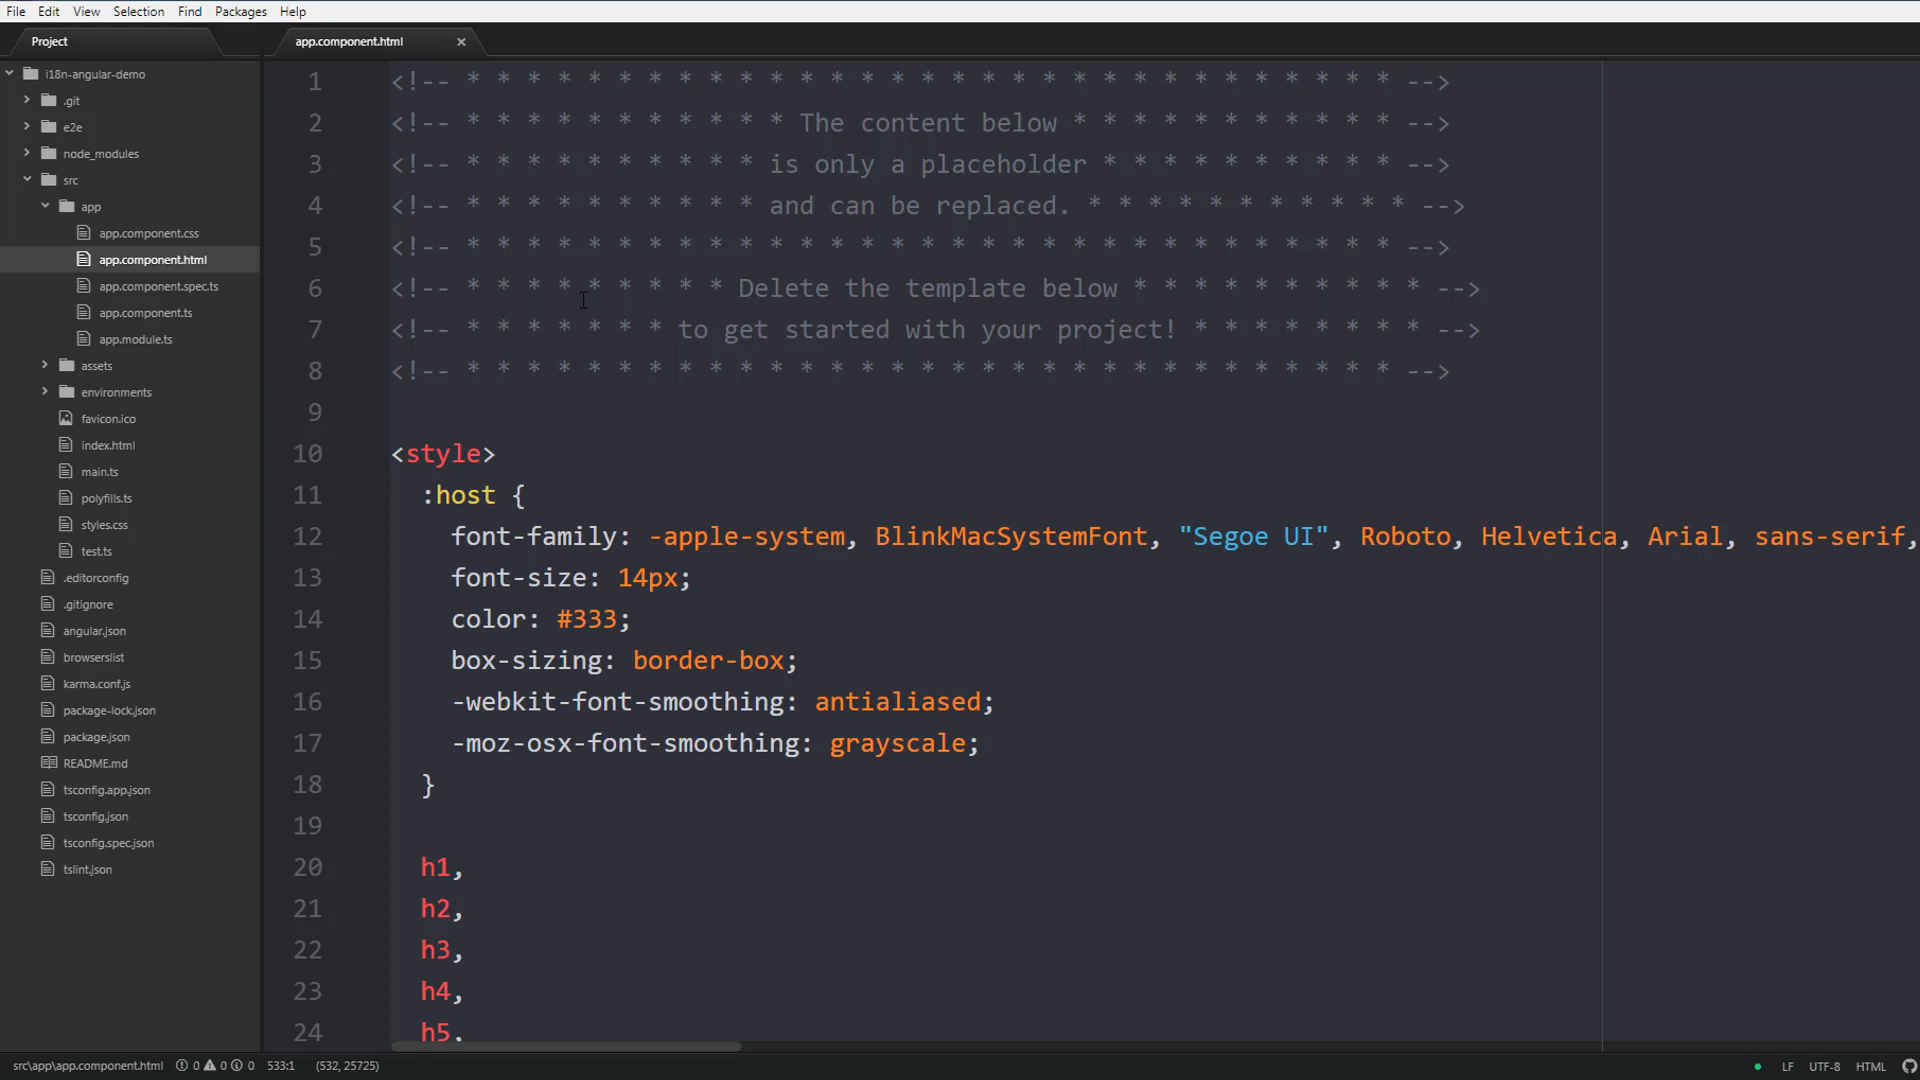 File Edit View Selection Find Packages Help
Project
app.component.html ×
i18n-angular-demo
.git
e2e
node_modules
src
app
app.component.css
app.component.html
app.component.spec.ts
app.component.ts
app.module.ts
assets
environments
favicon.ico
index.html
main.ts
polyfills.ts
styles.css
test.ts
.editorconfig
.gitignore
angular.json
browserslist
karma.conf.js
package-lock.json
package.json
README.md
tsconfig.app.json
tsconfig.json
tsconfig.spec.json
tslint.json
1 <!-- * * * * * * * * * * * * * * * * * * * * * * * * * * * * * * * -->
2 <!-- * * * * * * * * * * * The content below * * * * * * * * * * * -->
3 <!-- * * * * * * * * * * is only a placeholder * * * * * * * * * * -->
4 <!-- * * * * * * * * * * and can be replaced. * * * * * * * * * * * -->
5 <!-- * * * * * * * * * * * * * * * * * * * * * * * * * * * * * * * -->
6 <!-- * * * * * * * * * Delete the template below * * * * * * * * * * -->
7 <!-- * * * * * * * to get started with your project! * * * * * * * * -->
8 <!-- * * * * * * * * * * * * * * * * * * * * * * * * * * * * * * * -->
9
10 <style>
11 :host {
12 font-family: -apple-system, BlinkMacSystemFont, "Segoe UI", Roboto, Helvetica, Arial, sans-serif,
13 font-size: 14px;
14 color: #333;
15 box-sizing: border-box;
16 -webkit-font-smoothing: antialiased;
17 -moz-osx-font-smoothing: grayscale;
18 }
19
20 h1,
21 h2,
22 h3,
23 h4,
24 h5,
src\app\app.component.html 0 0 0 533:1 (532, 25725) LF UTF-8 HTML